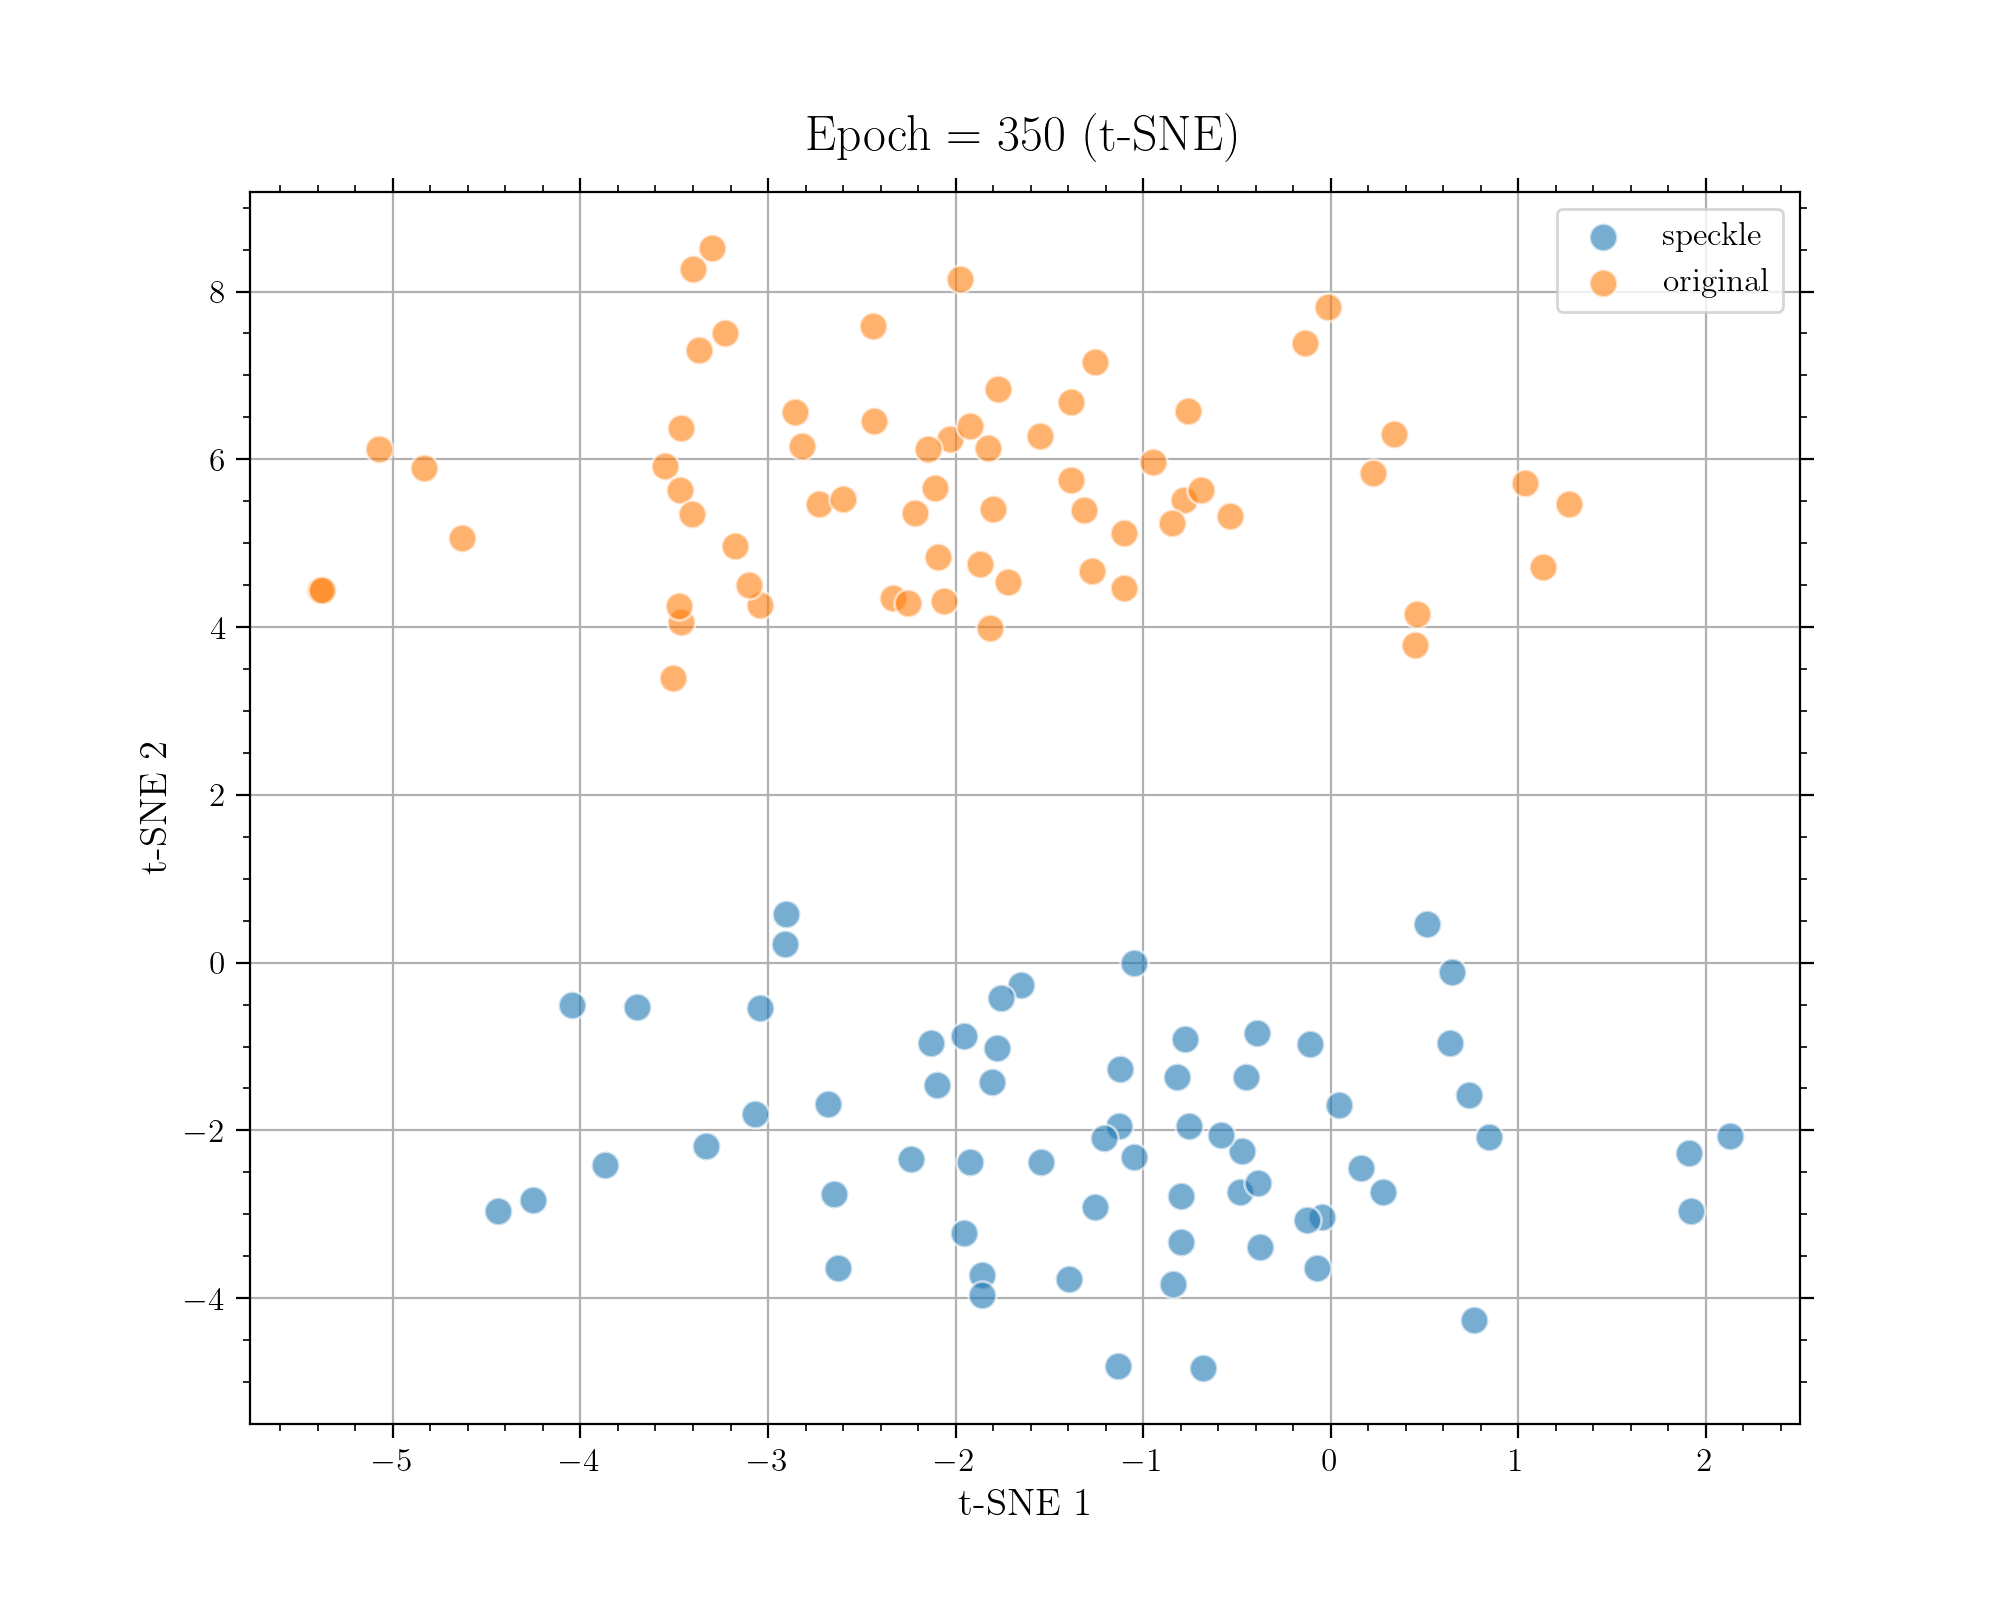 Epoch = 350 (t-SNE)
speckle
original
8
6
4
2
0
−2
−4
t-SNE 2
−5 −4 −3 −2 −1 0 1 2
t-SNE 1